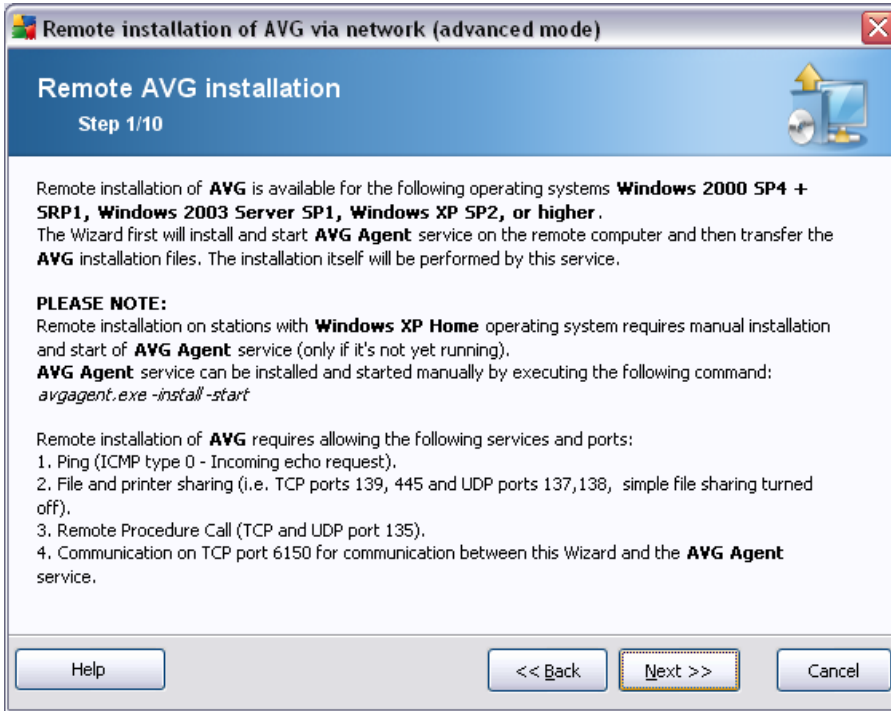 Remote installation of AVG via network (advanced mode)
Remote AVG installation
Step 1/10
Remote installation of AVG is available for the following operating systems Windows 2000 SP4 +
SRP1, Windows 2003 Server SP1, Windows XP SP2, or higher.
The Wizard first will install and start AVG Agent service on the remote computer and then transfer the
AVG installation files. The installation itself will be performed by this service.
PLEASE NOTE:
Remote installation on stations with Windows XP Home operating system requires manual installation
and start of AVG Agent service (only if it's not yet running).
AVG Agent service can be installed and started manually by executing the following command:
avgagent.exe -install -start
Remote installation of AVG requires allowing the following services and ports:
1. Ping (ICMP type 0 - Incoming echo request).
2. File and printer sharing (i.e. TCP ports 139, 445 and UDP ports 137,138, simple file sharing turned
off).
3. Remote Procedure Call (TCP and UDP port 135).
4. Communication on TCP port 6150 for communication between this Wizard and the AVG Agent
service.
Help
<< Back
Next >>
Cancel